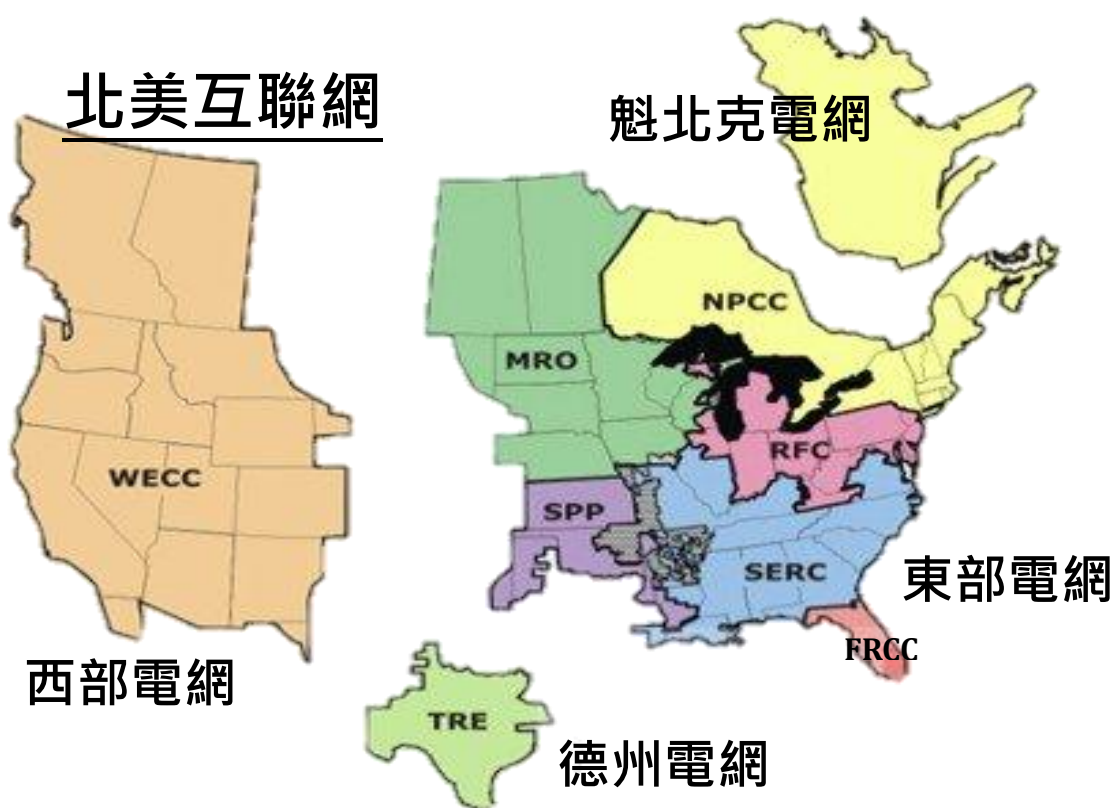 北美互聯網
魁北克電網
NPCC
MRO
RFC
WECC
SPP
SERC
東部電網
FRCC
西部電網
TRE
德州電網